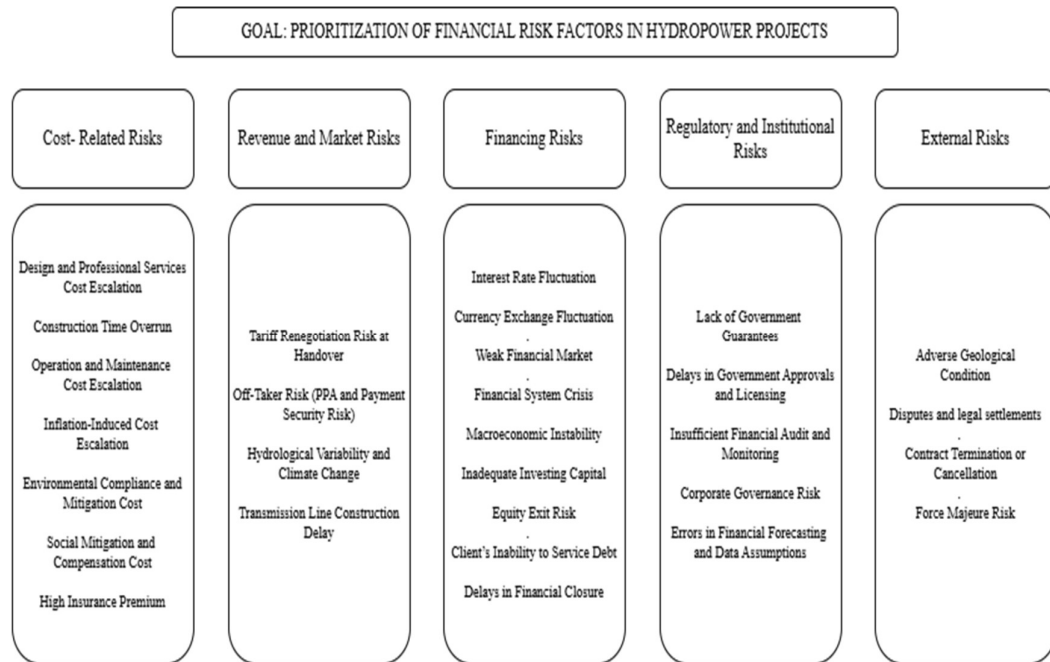 GOAL: PRIORITIZATION OF FINANCIAL RISK FACTORS IN HYDROPOWER PROJECTS
Cost- Related Risks
Revenue and Market Risks
Financing Risks
Regulatory and Institutional
Risks
External Risks
Design and Professional Services
Cost Escalation
Construction Time Overrun
Operation and Maintenance
Cost Escalation
Inflation-Induced Cost
Escalation
Environmental Compliance and
Mitigation Cost
Social Mitigation and
Compensation Cost
High Insurance Premium
Tariff Renegotiation Risk at
Handover
Off-Taker Risk (PPA and Payment
Security Risk)
Hydrological Variability and
Climate Change
Transmission Line Construction
Delay
Interest Rate Fluctuation
Currency Exchange Fluctuation
.
Weak Financial Market
.
Financial System Crisis
Macroeconomic Instability
Inadequate Investing Capital
Equity Exit Risk
.
Client's Inability to Service Debt
Delays in Financial Closure
Lack of Government
Guarantees
Delays in Government Approvals
and Licensing
Insufficient Financial Audit and
Monitoring
Corporate Governance Risk
Errors in Financial Forecasting
and Data Assumptions
Adverse Geological
Condition
Disputes and legal settlements
.
Contract Termination or
Cancellation
.
Force Majeure Risk